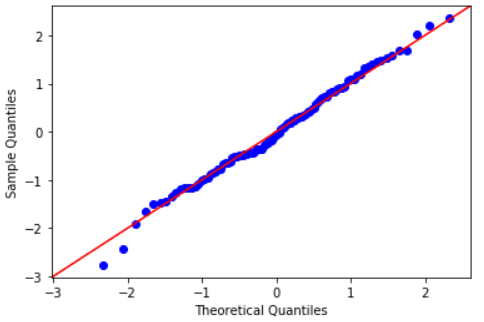 2
1
0
−1
−2
−3
Sample Quantiles
−3 −2 −1 0 1 2
Theoretical Quantiles